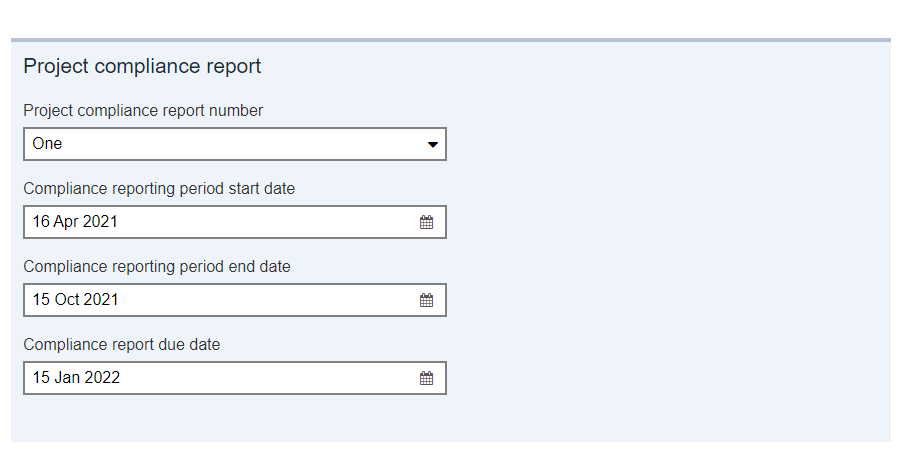 Project compliance report
Project compliance report number
One
Compliance reporting period start date
16 Apr 2021
Compliance reporting period end date
15 Oct 2021
Compliance report due date
15 Jan 2022